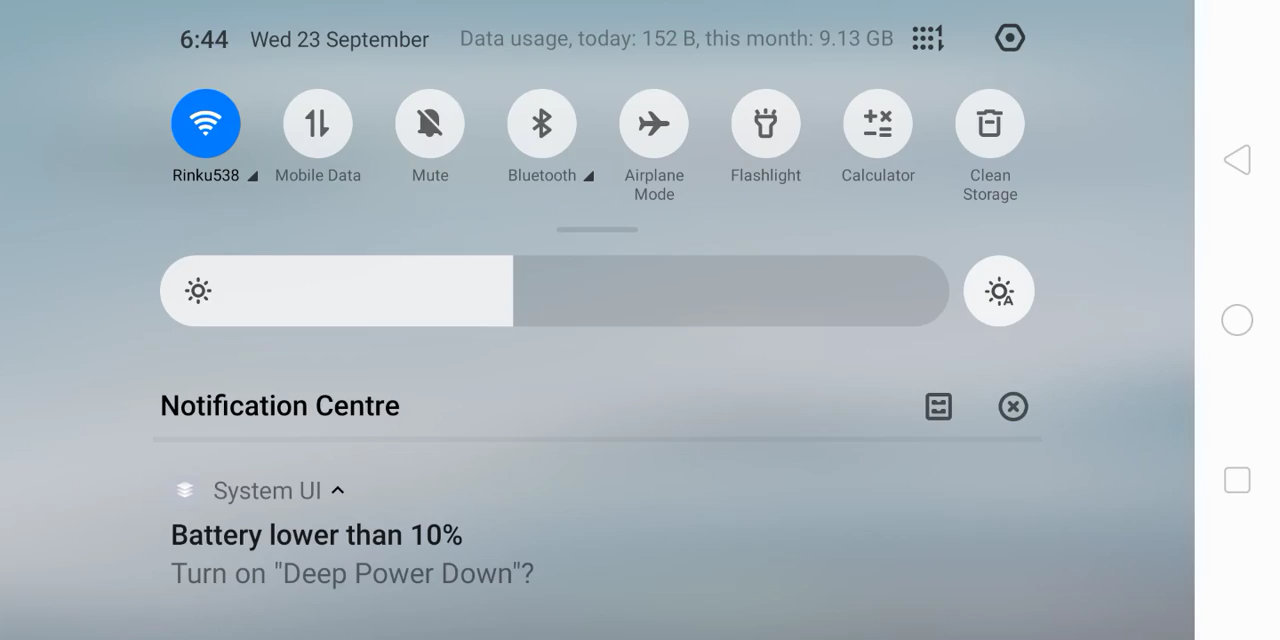 6:44 Wed 23 September Data usage, today: 152 B, this month: 9.13 GB
Rinku538 Mobile Data Mute Bluetooth Airplane Mode Flashlight Calculator Clean Storage
Notification Centre
System UI
Battery lower than 10%
Turn on "Deep Power Down"?